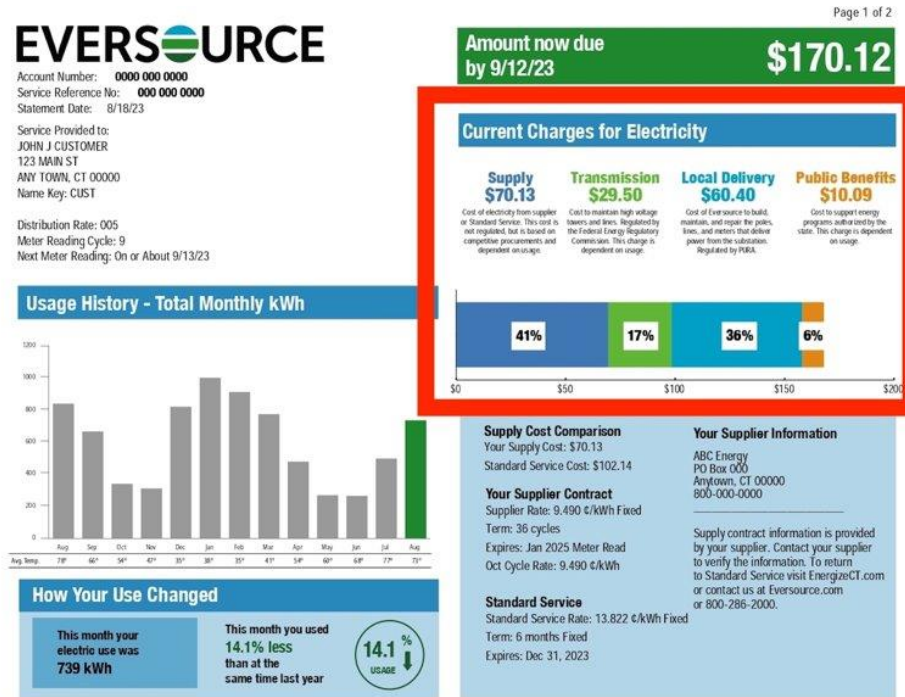 Page 1 of 2
EVERSOURCE
Account Number: 0000 000 0000
Service Reference No: 000 000 0000
Statement Date: 8/18/23
Service Provided to:
JOHN J CUSTOMER
123 MAIN ST
ANY TOWN, CT 00000
Name Key: CUST
Distribution Rate: 005
Meter Reading Cycle: 9
Next Meter Reading: On or About 9/13/23
Amount now due
by 9/12/23
$170.12
Current Charges for Electricity
Supply
$70.13
Cost of electricity from supplier
or Standard Service. This cost is
not regulated, but is based on
competitive procurements and
dependent on usage.
Transmission
$29.50
Cost to maintain high voltage
towers and lines. Regulated by
the Federal Energy Regulatory
Commission. This charge is
dependent on usage.
Local Delivery
$60.40
Cost of Eversource to build,
maintain, and repair the poles,
lines, and meters that deliver
power from the substation.
Regulated by PURA.
Public Benefits
$10.09
Cost to support energy
programs authorized by the
state. This charge is dependent
on usage.
41% 17% 36% 6%
$0 $50 $100 $150 $200
Usage History - Total Monthly kWh
1200
1000
800
600
400
200
0
Aug Sep Oct Nov Dec Jan Feb Mar Apr May Jun Jul Aug
Avg. Temp. 78° 66° 54° 47° 35° 38° 35° 41° 54° 60° 68° 77° 73°
How Your Use Changed
This month your
electric use was
739 kWh
This month you used
14.1% less
than at the
same time last year
14.1 %
USAGE
Supply Cost Comparison
Your Supply Cost: $70.13
Standard Service Cost: $102.14
Your Supplier Contract
Supplier Rate: 9.490 ¢/kWh Fixed
Term: 36 cycles
Expires: Jan 2025 Meter Read
Oct Cycle Rate: 9.490 ¢/kWh
Standard Service
Standard Service Rate: 13.822 ¢/kWh Fixed
Term: 6 months Fixed
Expires: Dec 31, 2023
Your Supplier Information
ABC Energy
PO Box 000
Anytown, CT 00000
800-000-0000
Supply contract information is provided
by your supplier. Contact your supplier
to verify the information. To return
to Standard Service visit EnergizeCT.com
or contact us at Eversource.com
or 800-286-2000.